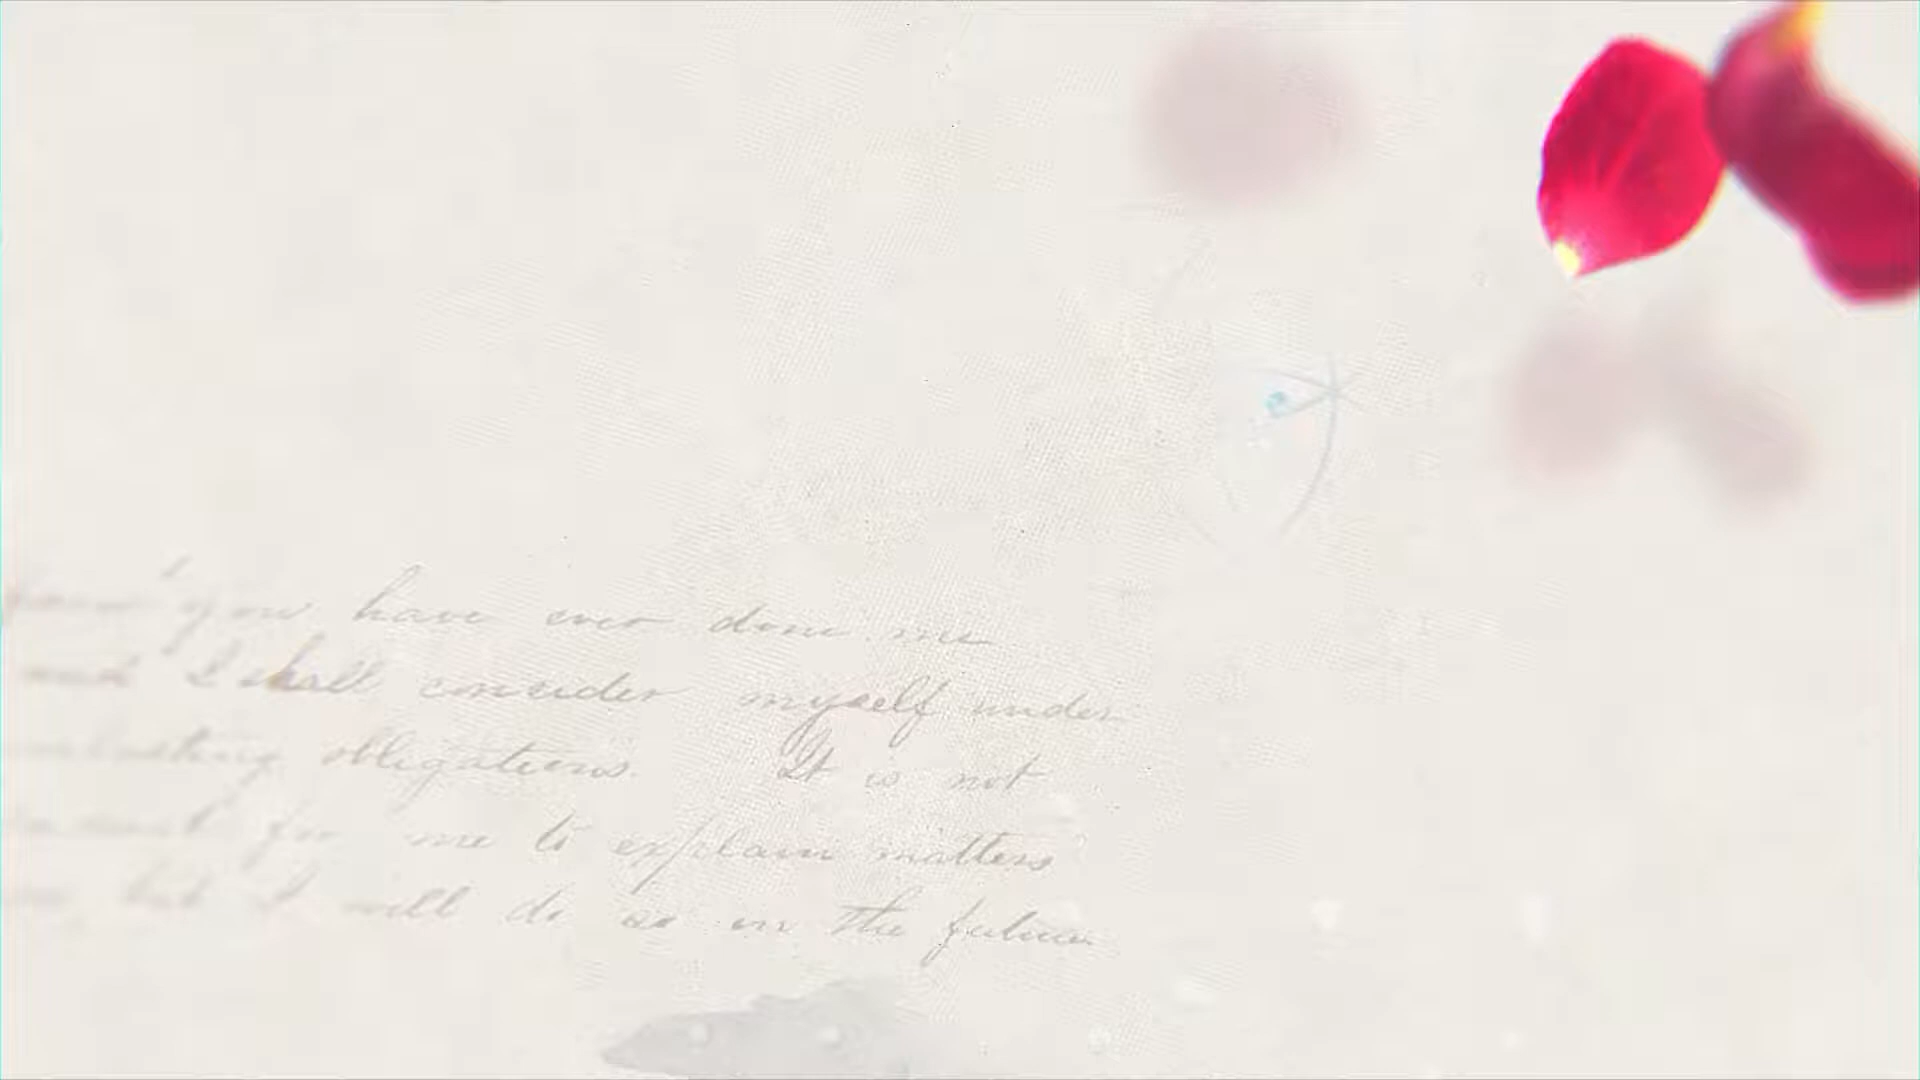 you have ever done me
and I shall consider myself under
obligations. It is not
for me to explain matters
but I will do so in the future